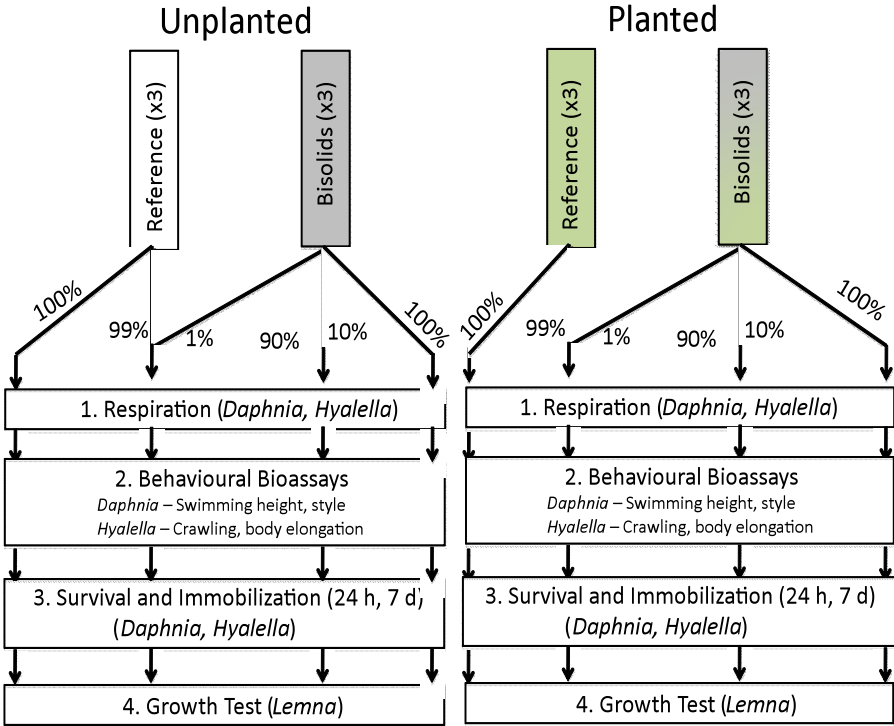 Unplanted
Reference (x3)
Bisolids (x3)
100%
99%
1%
90%
10%
100%
1. Respiration (Daphnia, Hyalella)
2. Behavioural Bioassays
Daphnia – Swimming height, style
Hyalella – Crawling, body elongation
3. Survival and Immobilization (24 h, 7 d),
(Daphnia, Hyalella)
4. Growth Test (Lemna)
Planted
Reference (x3)
Bisolids (x3)
100%
99%
1%
90%
10%
100%
1. Respiration (Daphnia, Hyalella)
2. Behavioural Bioassays
Daphnia – Swimming height, style
Hyalella – Crawling, body elongation
3. Survival and Immobilization (24 h, 7 d)
(Daphnia, Hyalella)
4. Growth Test (Lemna)